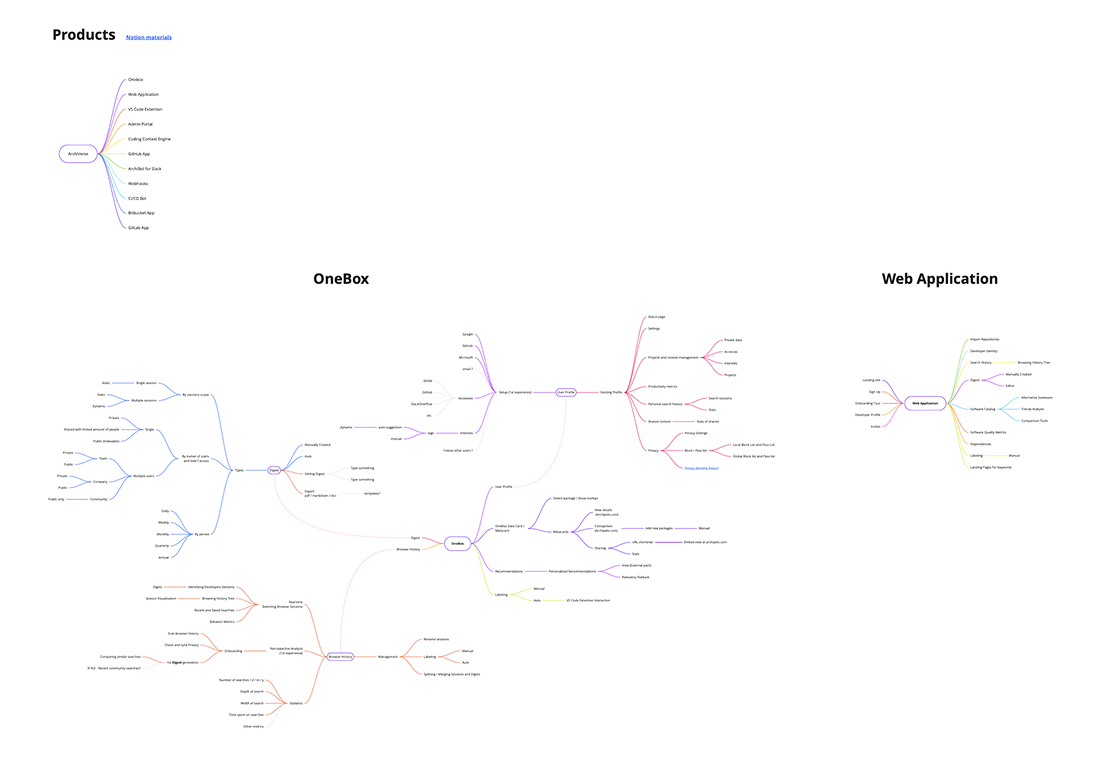 Products
Notion materials
ArchiVerse
Onebox
Web Application
VS Code Extention
Admin Portal
Coding Context Engine
GitHub App
ArchiBot for Slack
Webhooks
CI/CD Bot
Bitbucket App
GitLab App
OneBox
Web Application
Google
Github
Microsoft
email ?
Gitlab
Github
StackOverflow
etc.
Accesses
dynamic
auto-suggestion
manual
tags
Interests
Follow other users ?
Setup (1st experience)
User Profile
Existing Profile
Status page
Settings
Projects and context management
Private data
Accesses
Interests
Projects
Productivity metrics
Personal search history
Search sessions
Stats
Shared content
Stats of shared
Privacy
Privacy Settings
Block / Pass list
Local Block List and Pass List
Global Block list and Pass list
Privacy Monthly Report
Static
Single session
Static
Dynamic
Multiple sessions
By sessions scope
Private
Shared with limited amount of people
Public (Indexation)
Single
Private
Public
Team
Private
Public
Company
Public only
Community
Multiple users
By numer of users
and level f access
Daily
Weekly
Monthly
Quarterly
Annual
By period
Types
Digest
Manually Created
Auto
Editing Digest
Type something
Type something
Export
pdf / markdown / doc
templates?
Digest
Browser History
OneBox
User Profile
OneBox Data Card /
Metacard
Detect package / Show tooltips
Metacards
View details
(Archipelo.com)
Comaprison
(Archipelo.com)
Add new packages
Manual
Sharing
URL shortener
Embed view at archipelo.com
Stats
Recommendations
Personalized Recommendations
View External paths
Relevancy Feeback
Labeling
Manual
Auto
VS Code Extention Interaction
Digest
Identifying Developers Sessions
Session Visualisation
Browsing History Tree
Recent and Saved Searches
Behavior Metrics
Real time
Detecting Browser Sessions
Scan browser history
Check and sync Privacy
Comparing similar searches
IF NO - Recent community searches?
1st Digest generation
Onboarding
Retrospective Analysis
(1st experience)
Number of searches / d / m / y
Depth of search
Width of search
Time spent on searches
Other metrics
Statistics
Browser History
Management
Rename sessions
Labeling
Manual
Auto
Splitting / Merging Sessions and Digest
Landing site
Sign Up
Onboarding Tour
Developer Profile
Invites
Web Application
Import Repositories
Developer Identity
Search History
Browsing History Tree
Digest
Manually Created
Editor
Software Catalog
Alternative Sowteware
Trends Analysis
Comparison Tools
Software Quality Metrics
Dependencies
Labeling
Manual
Landing Pages for Keywords